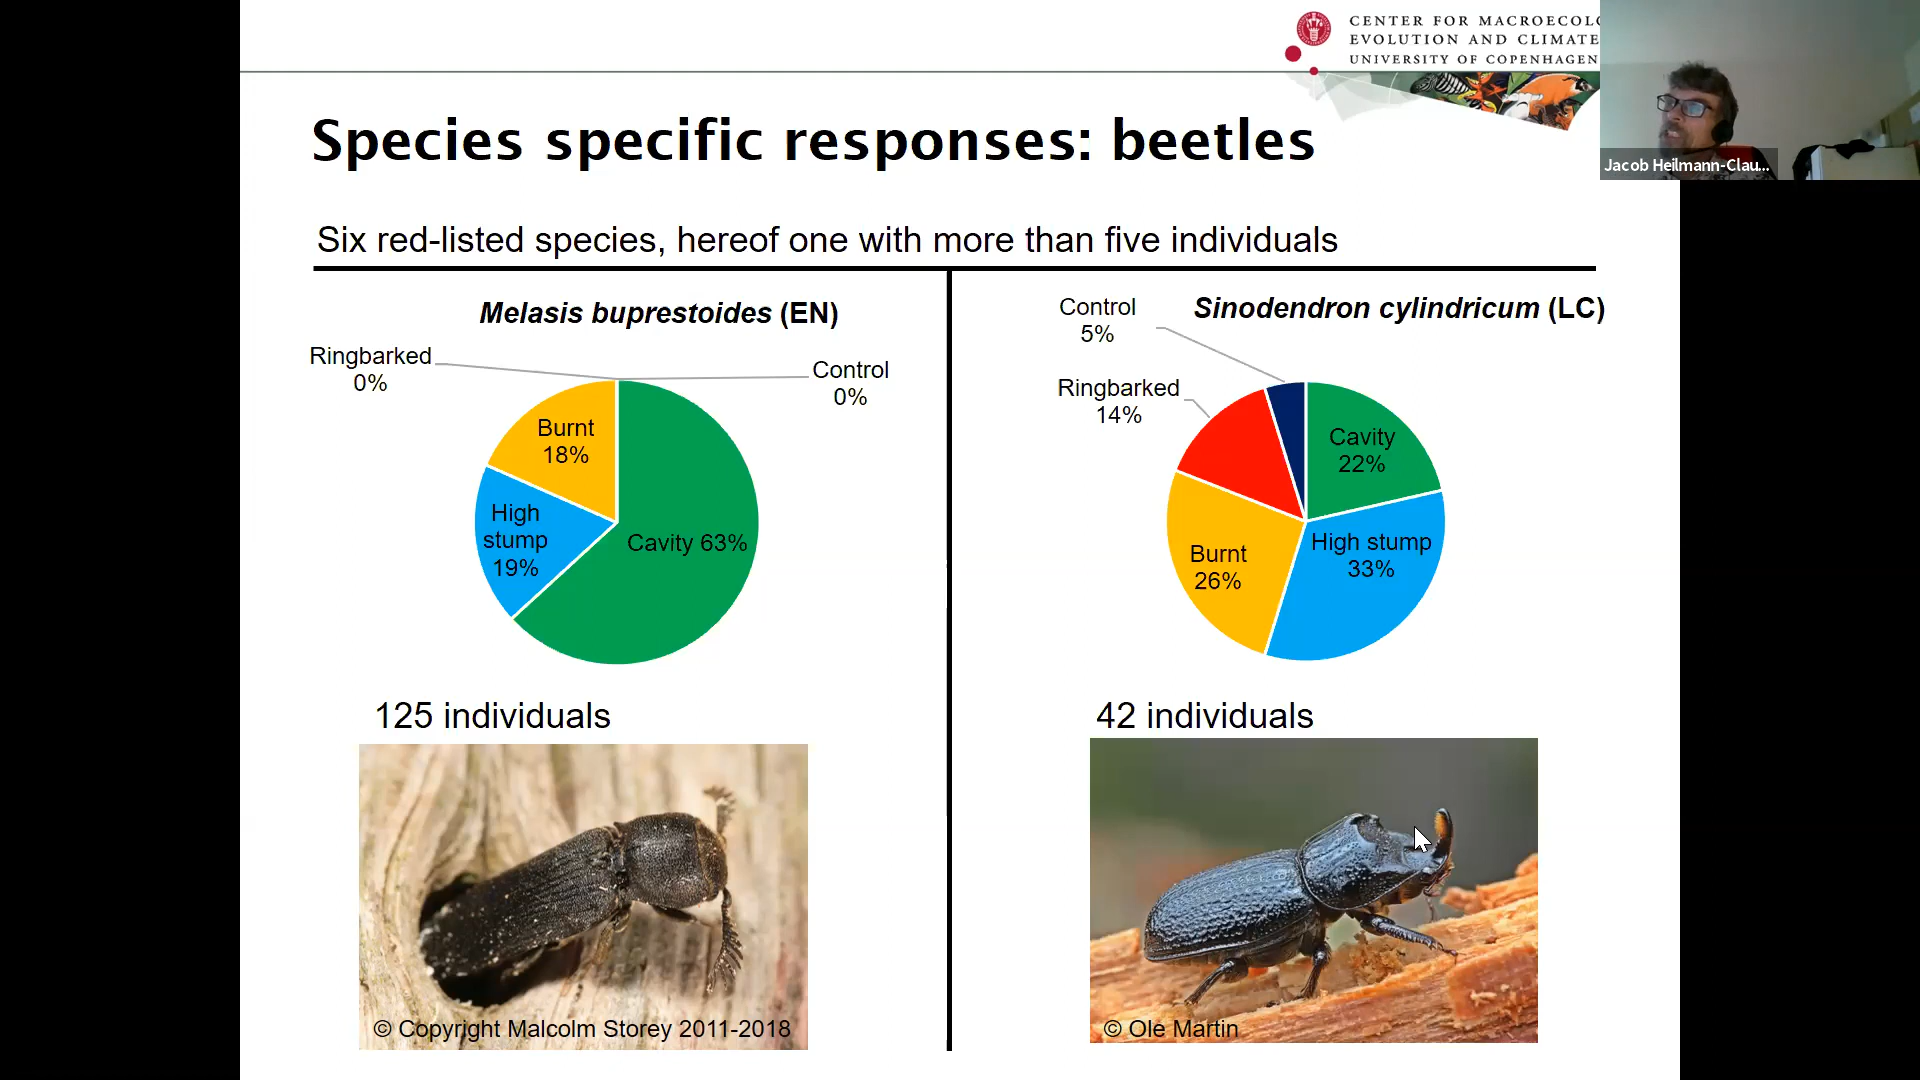 CENTER FOR MACROECOLO
EVOLUTION AND CLIMATE
UNIVERSITY OF COPENHAGEN
Jacob Heilmann-Clau...
Species specific responses: beetles
Six red-listed species, hereof one with more than five individuals
Melasis buprestoides (EN)
Ringbarked
0%
Control
0%
Burnt
18%
High
stump
19%
Cavity 63%
125 individuals
© Copyright Malcolm Storey 2011-2018
Sinodendron cylindricum (LC)
Control
5%
Ringbarked
14%
Cavity
22%
High stump
33%
Burnt
26%
42 individuals
© Ole Martin